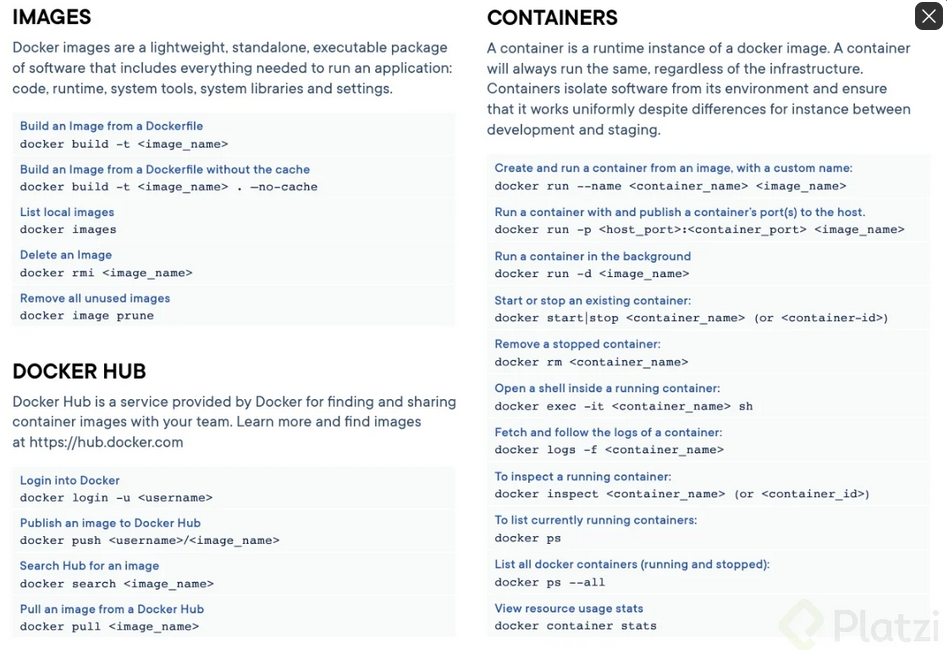 IMAGES
Docker images are a lightweight, standalone, executable package
of software that includes everything needed to run an application:
code, runtime, system tools, system libraries and settings.
Build an Image from a Dockerfile
docker build -t <image_name>
Build an Image from a Dockerfile without the cache
docker build -t <image_name> . —no-cache
List local images
docker images
Delete an Image
docker rmi <image_name>
Remove all unused images
docker image prune
DOCKER HUB
Docker Hub is a service provided by Docker for finding and sharing
container images with your team. Learn more and find images
at https://hub.docker.com
Login into Docker
docker login -u <username>
Publish an image to Docker Hub
docker push <username>/<image_name>
Search Hub for an image
docker search <image_name>
Pull an image from a Docker Hub
docker pull <image_name>
CONTAINERS
A container is a runtime instance of a docker image. A container
will always run the same, regardless of the infrastructure.
Containers isolate software from its environment and ensure
that it works uniformly despite differences for instance between
development and staging.
Create and run a container from an image, with a custom name:
docker run --name <container_name> <image_name>
Run a container with and publish a container's port(s) to the host.
docker run -p <host_port>:<container_port> <image_name>
Run a container in the background
docker run -d <image_name>
Start or stop an existing container:
docker start|stop <container_name> (or <container-id>)
Remove a stopped container:
docker rm <container_name>
Open a shell inside a running container:
docker exec -it <container_name> sh
Fetch and follow the logs of a container:
docker logs -f <container_name>
To inspect a running container:
docker inspect <container_name> (or <container_id>)
To list currently running containers:
docker ps
List all docker containers (running and stopped):
docker ps --all
View resource usage stats
docker container stats
Platzi